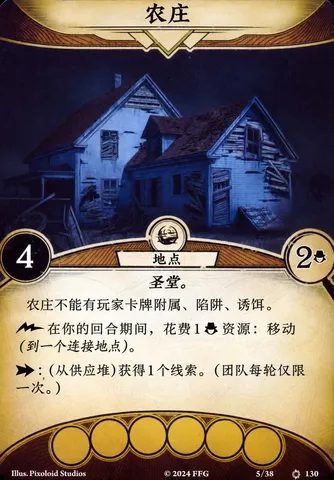 农庄
4
地点
2
圣堂。
农庄不能有玩家卡牌附属、陷阱、诱饵。
在你的回合期间，花费1资源：移动
(到一个连接地点)。
：(从供应堆)获得1个线索。(团队每轮仅限
一次。)
Illus. Pixoloid Studios
© 2024 FFG
5/38
130